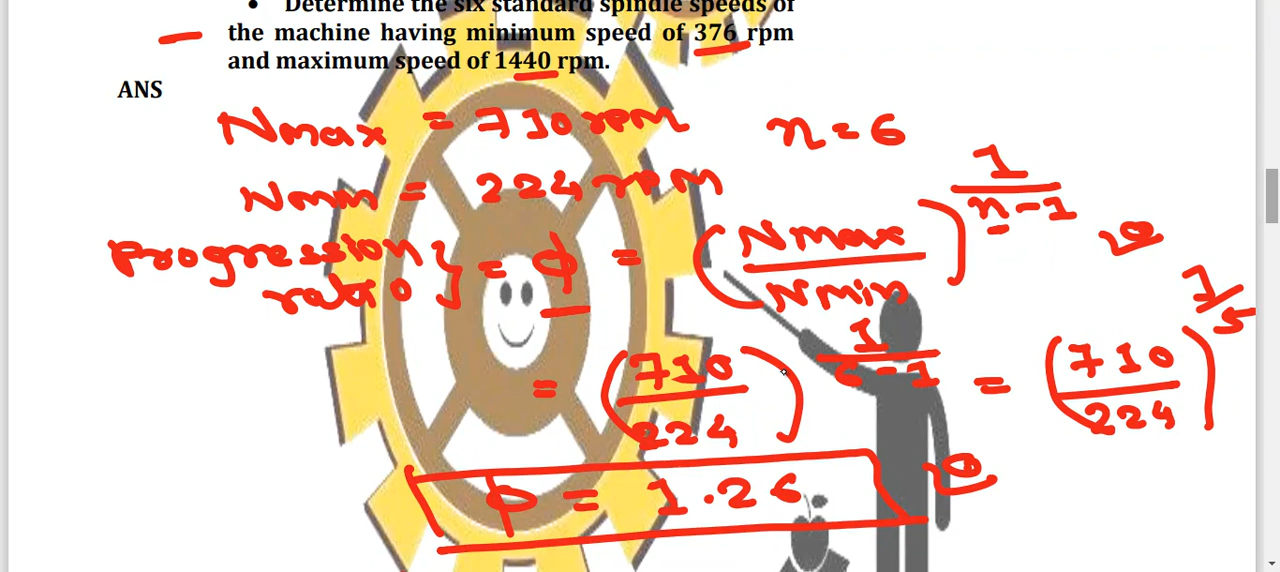 • Determine the six standard spindle speeds of
the machine having minimum speed of 376 rpm
and maximum speed of 1440 rpm.
ANS
Nmax = 710 rpm n = 6
Nmin = 224 rpm
Progression ratio } = ϕ = (Nmax / Nmin)^(1 / n-1)
= (710 / 224)^(1 / 6-1) = (710 / 224)^(1/5)
ϕ = 1.26